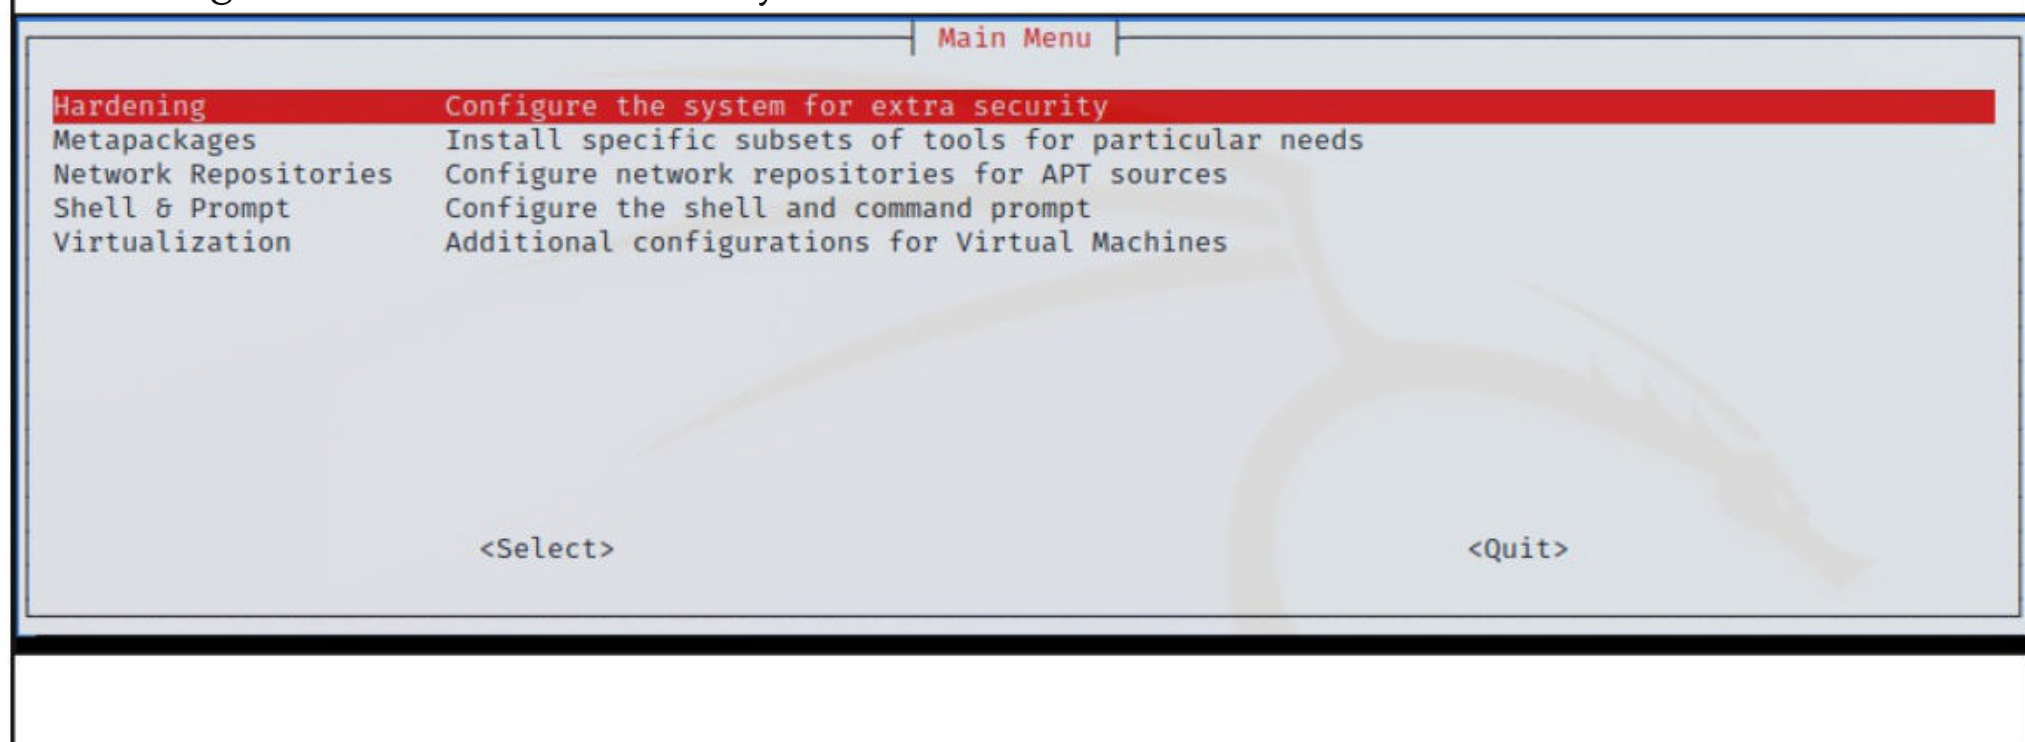 Main Menu
Hardening Configure the system for extra security
Metapackages Install specific subsets of tools for particular needs
Network Repositories Configure network repositories for APT sources
Shell & Prompt Configure the shell and command prompt
Virtualization Additional configurations for Virtual Machines
<Select> <Quit>